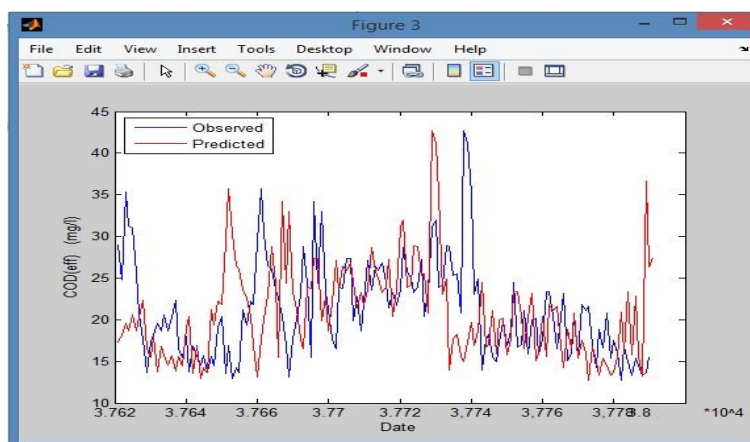 Figure 3
File Edit View Insert Tools Desktop Window Help
45
40
35
30
25
20
15
10
COD(eff) (mg/l)
Observed
Predicted
3.762 3.764 3.766 3.77 3.772 3,774 3,776 3,778 3.8 *10^4
Date